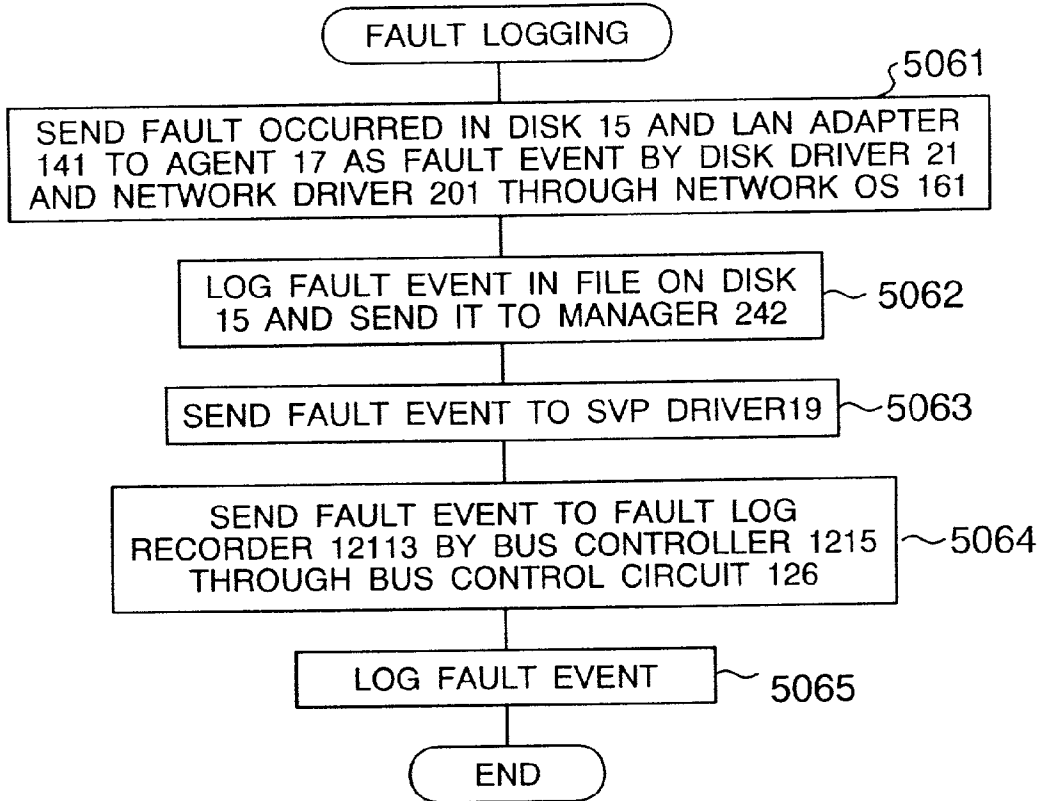 FAULT LOGGING
5061
SEND FAULT OCCURRED IN DISK 15 AND LAN ADAPTER
141 TO AGENT 17 AS FAULT EVENT BY DISK DRIVER 21
AND NETWORK DRIVER 201 THROUGH NETWORK OS 161
LOG FAULT EVENT IN FILE ON DISK
15 AND SEND IT TO MANAGER 242
5062
SEND FAULT EVENT TO SVP DRIVER19
5063
SEND FAULT EVENT TO FAULT LOG
RECORDER 12113 BY BUS CONTROLLER 1215
THROUGH BUS CONTROL CIRCUIT 126
5064
LOG FAULT EVENT
5065
END